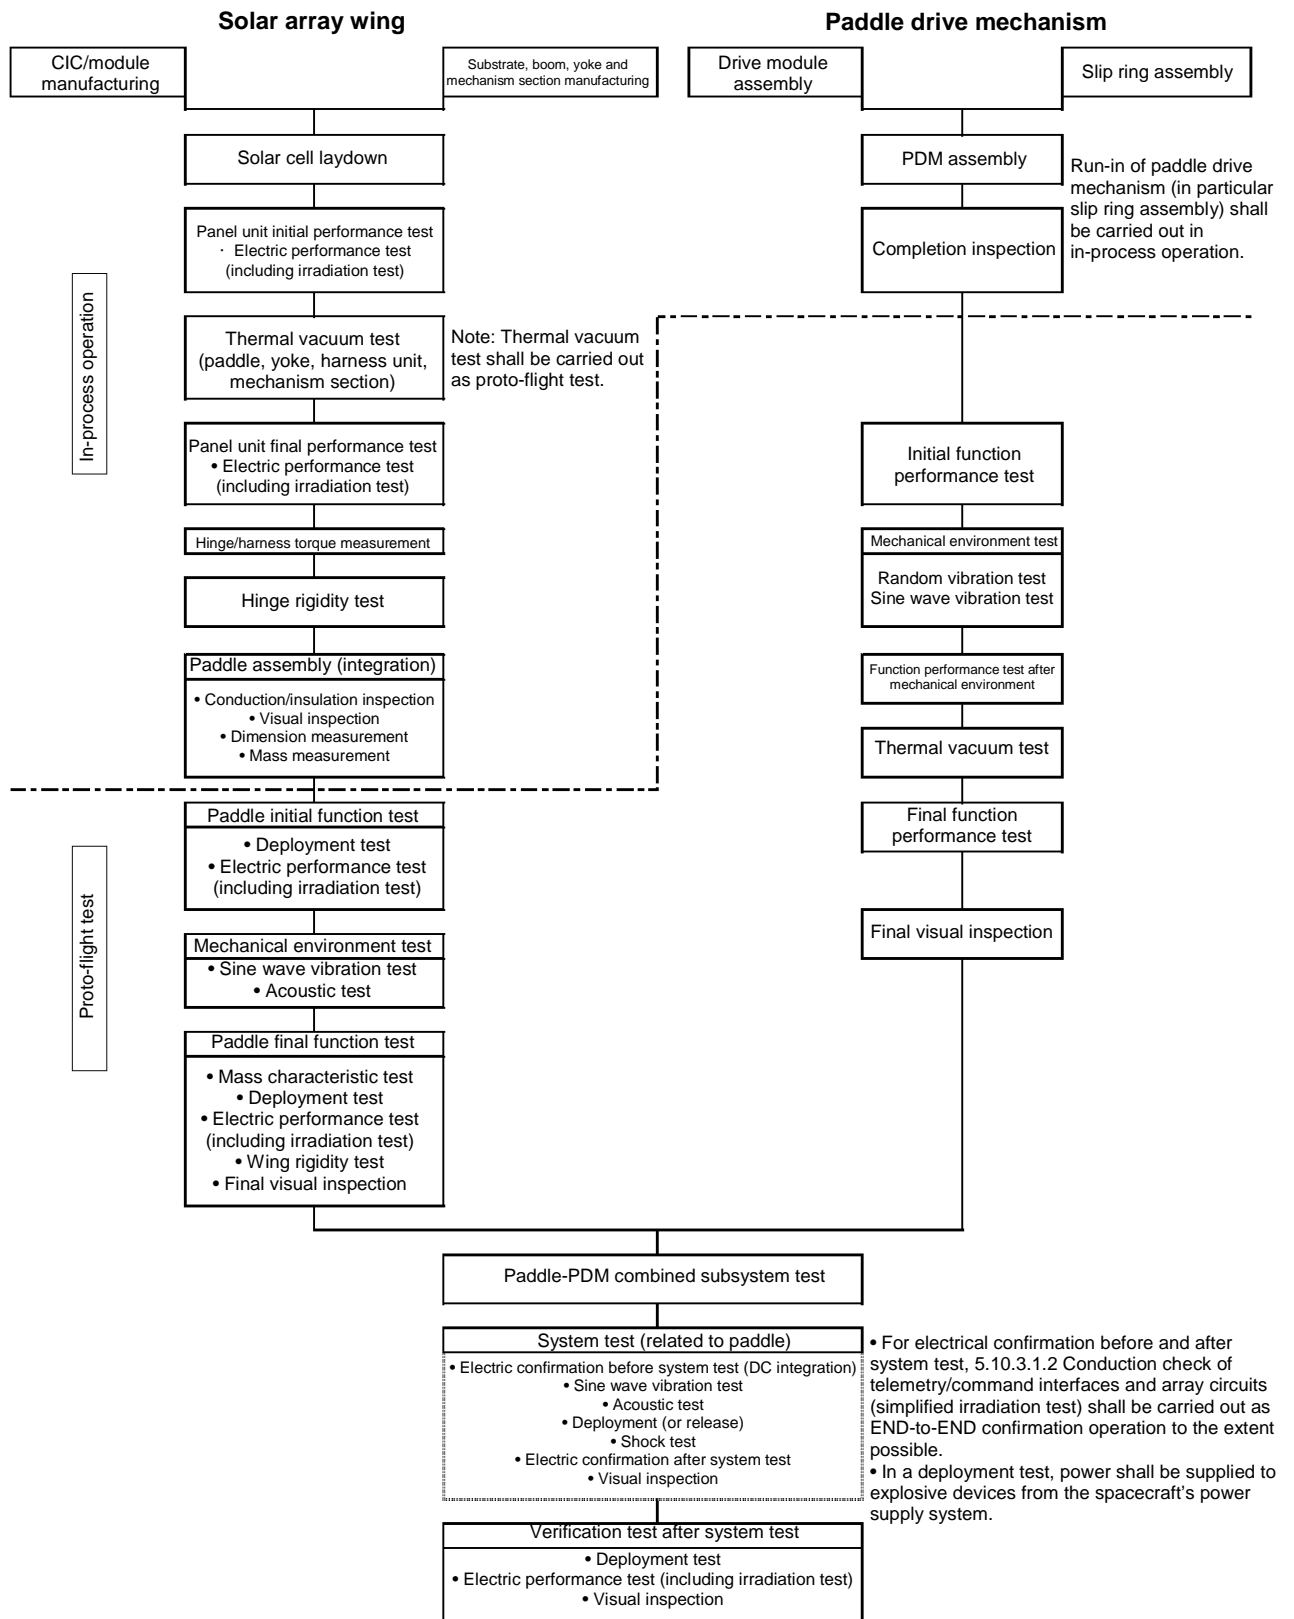 Solar array wing
Paddle drive mechanism
CIC/module
manufacturing
Substrate, boom, yoke and
mechanism section manufacturing
Drive module
assembly
Slip ring assembly
Solar cell laydown
PDM assembly
Run-in of paddle drive
mechanism (in particular
slip ring assembly) shall
be carried out in
in-process operation.
Panel unit initial performance test
· Electric performance test
(including irradiation test)
Completion inspection
In-process operation
Thermal vacuum test
(paddle, yoke, harness unit,
mechanism section)
Note: Thermal vacuum
test shall be carried out
as proto-flight test.
Panel unit final performance test
• Electric performance test
(including irradiation test)
Initial function
performance test
Hinge/harness torque measurement
Mechanical environment test
Random vibration test
Sine wave vibration test
Hinge rigidity test
Paddle assembly (integration)
• Conduction/insulation inspection
• Visual inspection
• Dimension measurement
• Mass measurement
Function performance test after
mechanical environment
Thermal vacuum test
Paddle initial function test
• Deployment test
• Electric performance test
(including irradiation test)
Final function
performance test
Proto-flight test
Mechanical environment test
• Sine wave vibration test
• Acoustic test
Final visual inspection
Paddle final function test
• Mass characteristic test
• Deployment test
• Electric performance test
(including irradiation test)
• Wing rigidity test
• Final visual inspection
Paddle-PDM combined subsystem test
System test (related to paddle)
• Electric confirmation before system test (DC integration)
• Sine wave vibration test
• Acoustic test
• Deployment (or release)
• Shock test
• Electric confirmation after system test
• Visual inspection
• For electrical confirmation before and after
system test, 5.10.3.1.2 Conduction check of
telemetry/command interfaces and array circuits
(simplified irradiation test) shall be carried out as
END-to-END confirmation operation to the extent
possible.
• In a deployment test, power shall be supplied to
explosive devices from the spacecraft's power
supply system.
Verification test after system test
• Deployment test
• Electric performance test (including irradiation test)
• Visual inspection